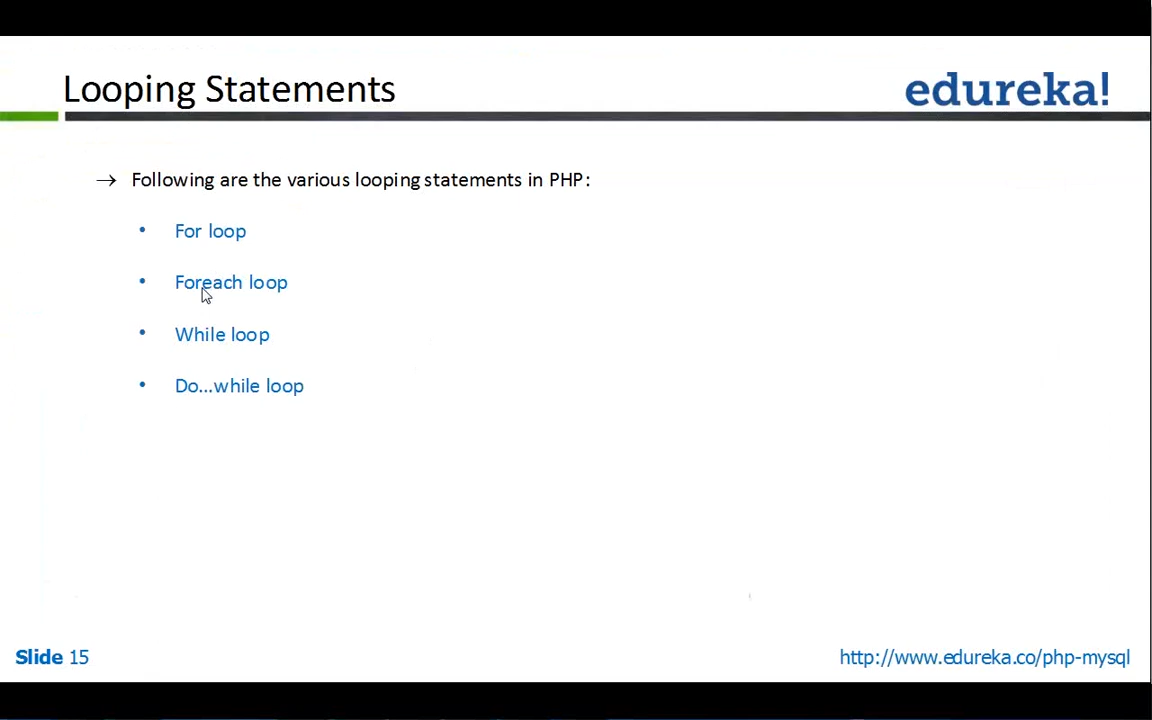 Looping Statements
edureka!
→ Following are the various looping statements in PHP:
• For loop
• Foreach loop
• While loop
• Do...while loop
Slide 15
http://www.edureka.co/php-mysql